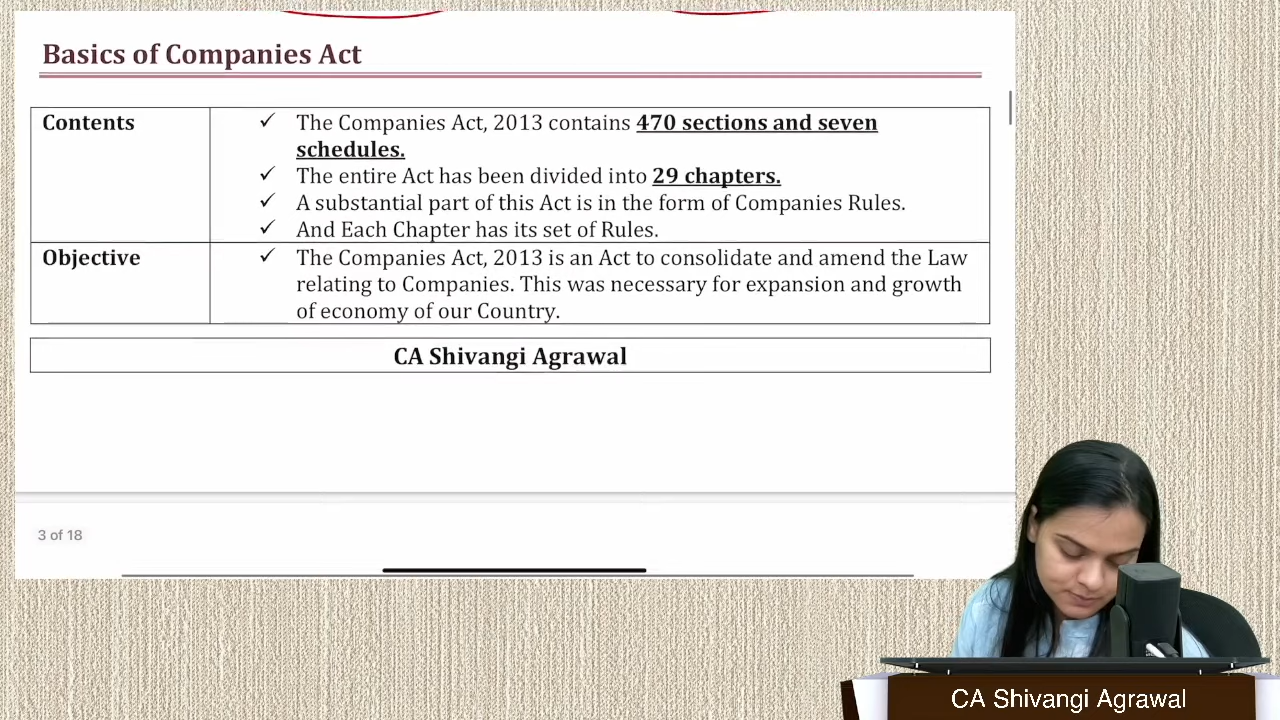 Basics of Companies Act
Contents
✓ The Companies Act, 2013 contains 470 sections and seven
schedules.
✓ The entire Act has been divided into 29 chapters.
✓ A substantial part of this Act is in the form of Companies Rules.
✓ And Each Chapter has its set of Rules.
Objective
✓ The Companies Act, 2013 is an Act to consolidate and amend the Law
relating to Companies. This was necessary for expansion and growth
of economy of our Country.
CA Shivangi Agrawal
3 of 18
CA Shivangi Agrawal